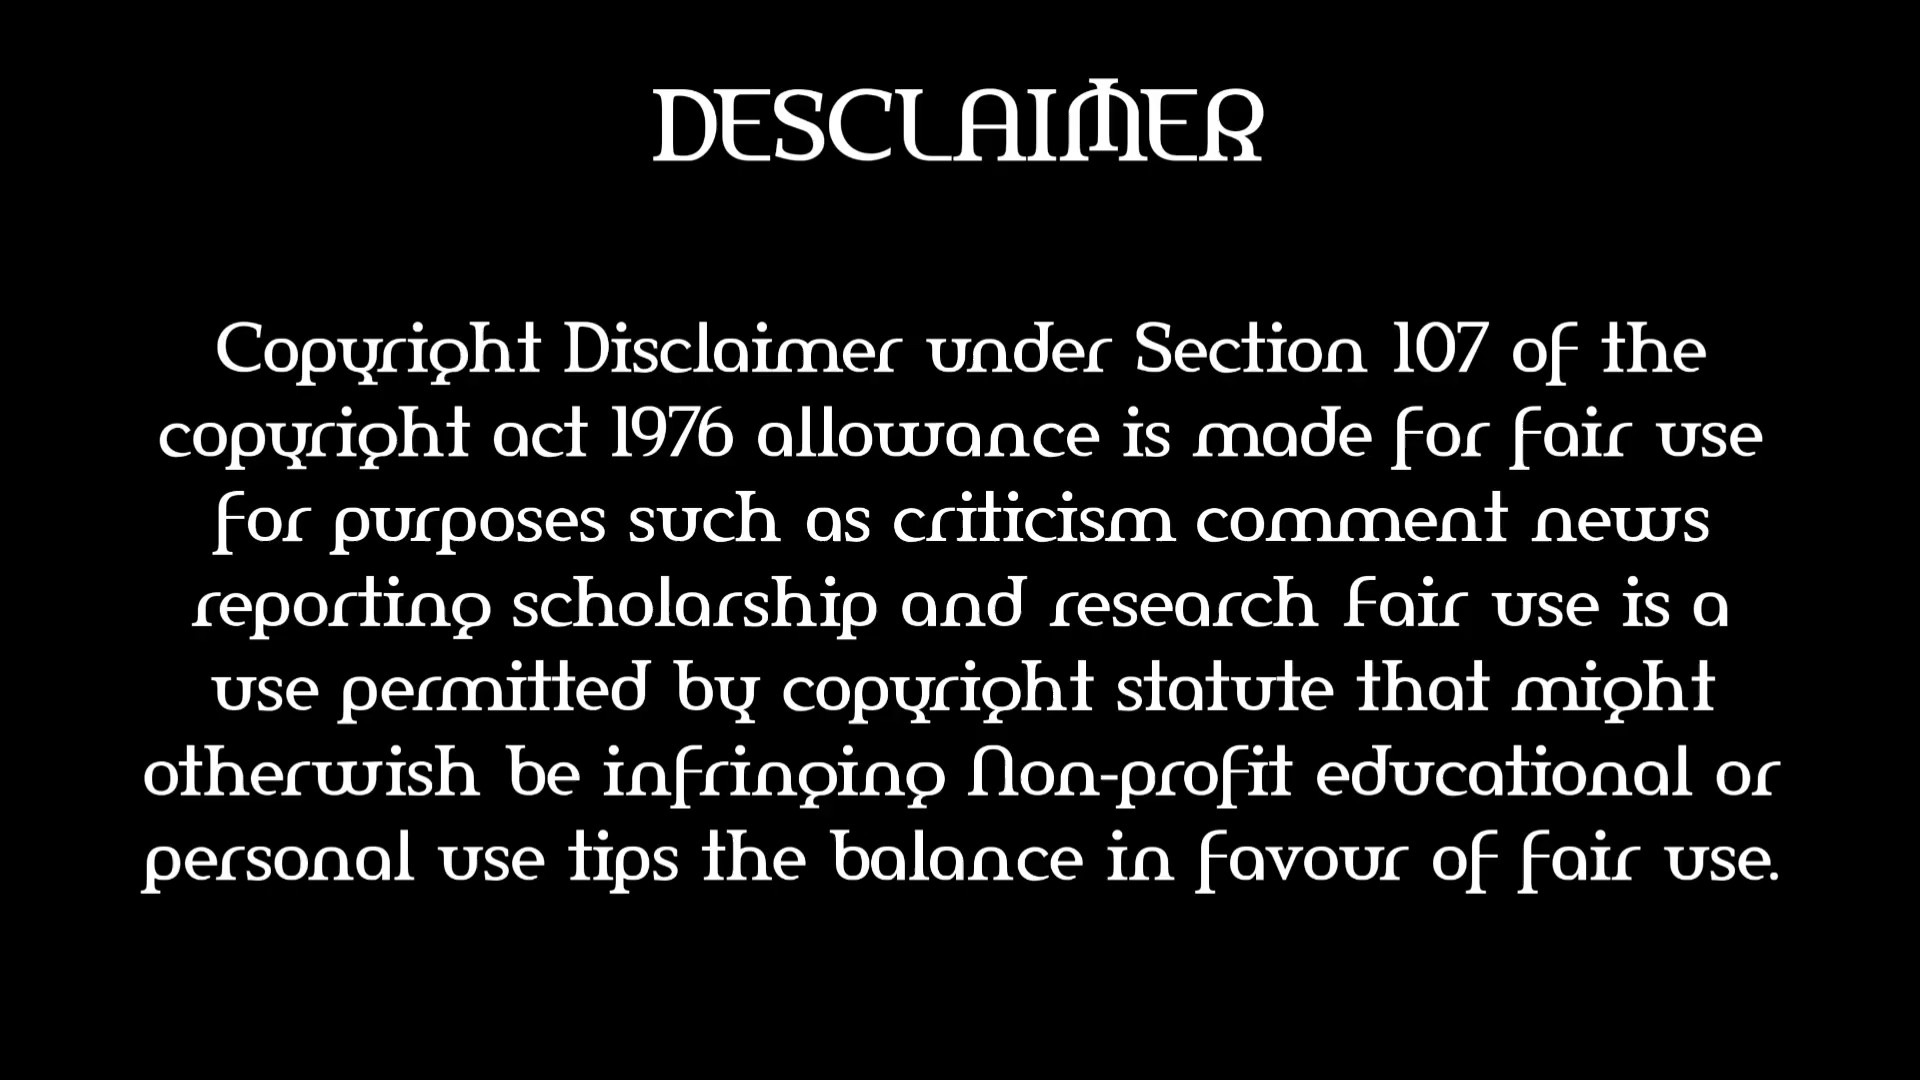 DESCLAIMER
Copyright Disclaimer under Section 107 of the
copyright act 1976 allowance is made for fair use
for purposes such as criticism comment news
reporting scholarship and research Fair use is a
use permitted by copyright statute that might
otherwish be infringing Non-profit educational or
personal use tips the balance in favour of fair use.